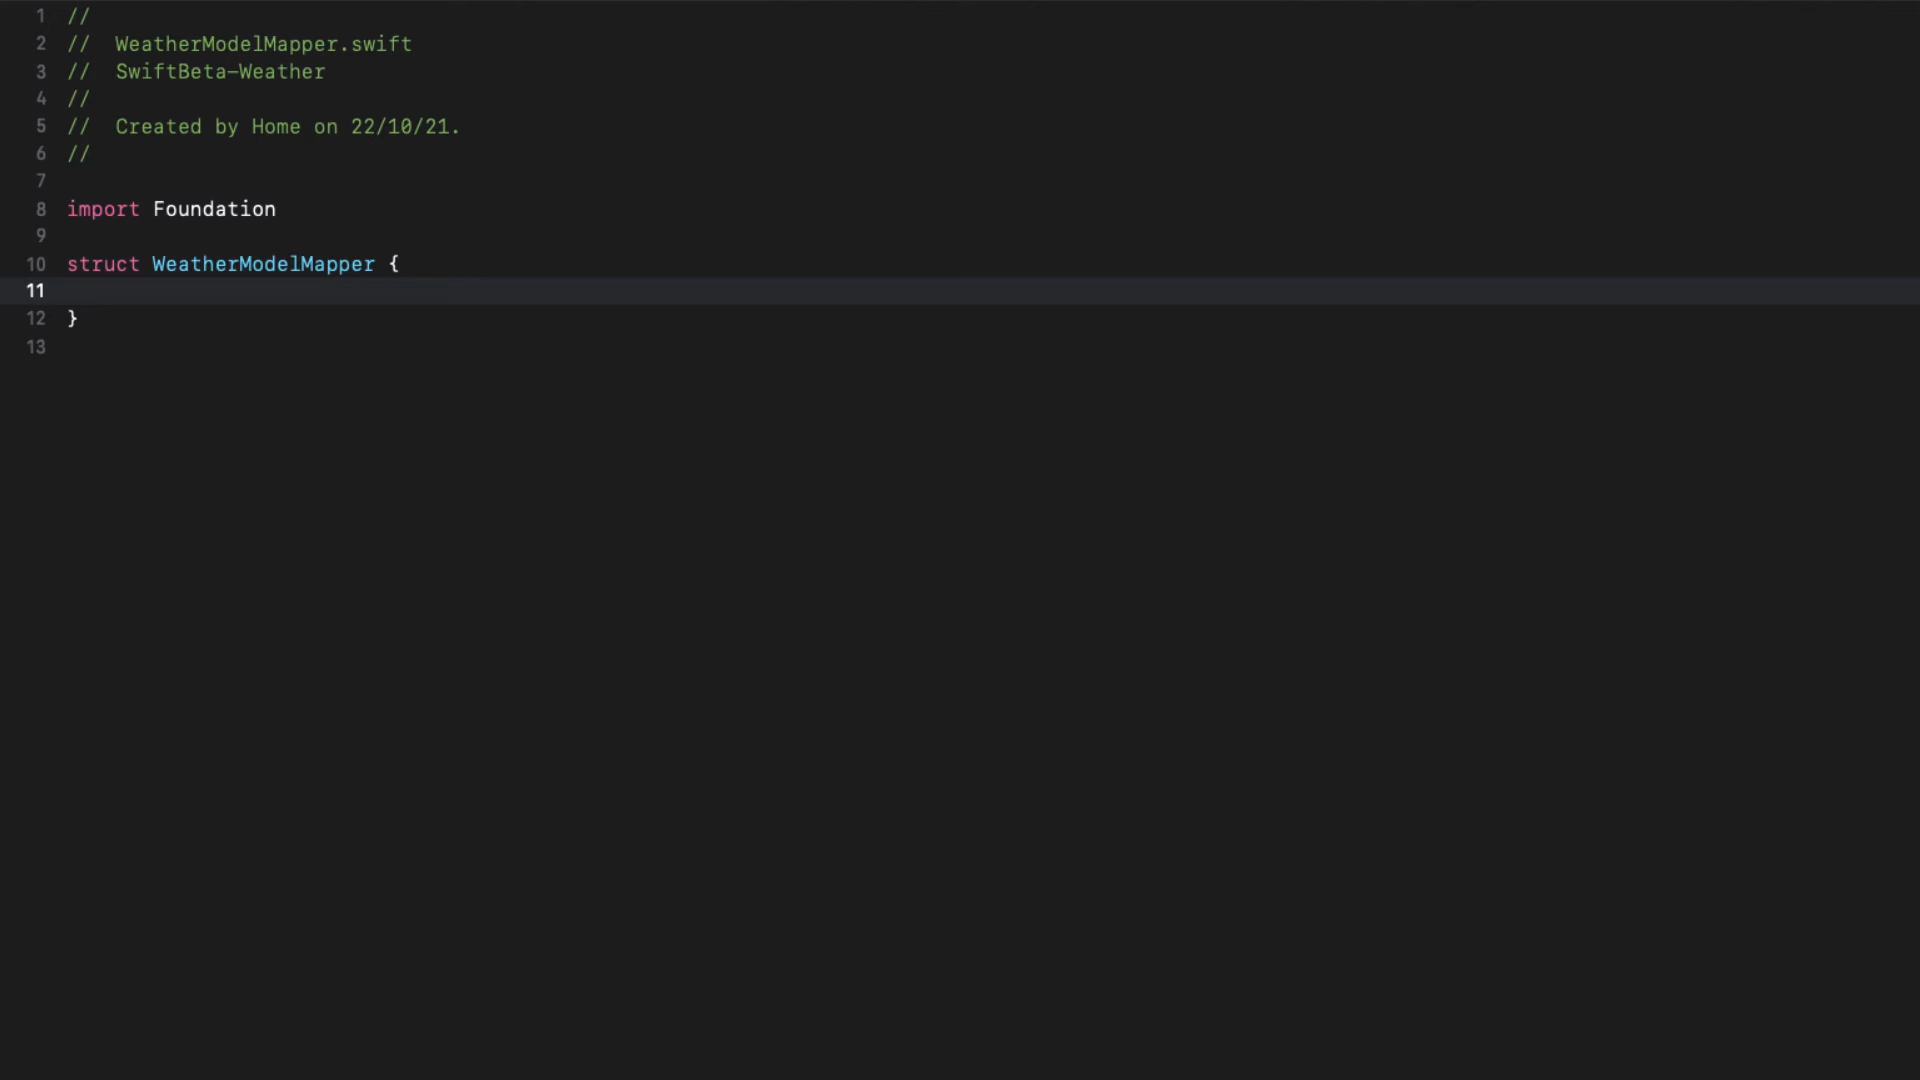 1 //
2 //  WeatherModelMapper.swift
3 //  SwiftBeta-Weather
4 //
5 //  Created by Home on 22/10/21.
6 //
7
8 import Foundation
9
10 struct WeatherModelMapper {
11
12 }
13